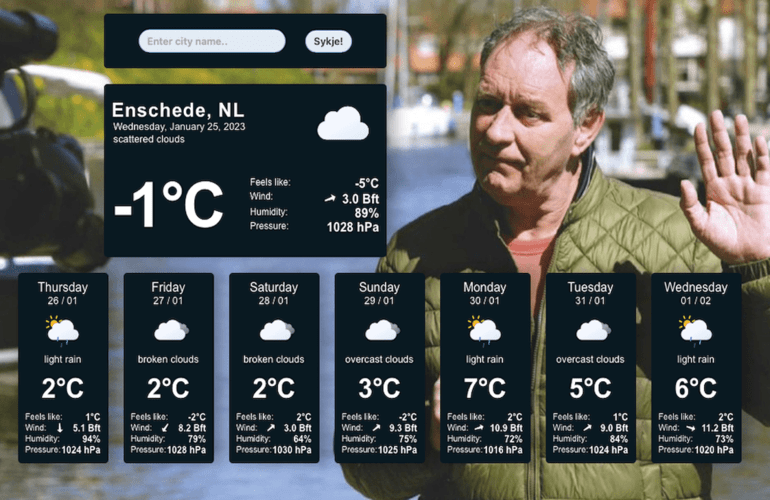 Enter city name..
Sykje!
Enschede, NL
Wednesday, January 25, 2023
scattered clouds
-1°C
Feels like: -5°C
Wind: 3.0 Bft
Humidity: 89%
Pressure: 1028 hPa
Thursday
26 / 01
light rain
2°C
Feels like: 1°C
Wind: 5.1 Bft
Humidity: 94%
Pressure: 1024 hPa
Friday
27 / 01
broken clouds
2°C
Feels like: -2°C
Wind: 8.2 Bft
Humidity: 79%
Pressure: 1028 hPa
Saturday
28 / 01
broken clouds
2°C
Feels like: 2°C
Wind: 3.0 Bft
Humidity: 64%
Pressure: 1030 hPa
Sunday
29 / 01
overcast clouds
3°C
Feels like: -2°C
Wind: 9.3 Bft
Humidity: 75%
Pressure: 1025 hPa
Monday
30 / 01
light rain
7°C
Feels like: 2°C
Wind: 10.9 Bft
Humidity: 72%
Pressure: 1016 hPa
Tuesday
31 / 01
overcast clouds
5°C
Feels like: 1°C
Wind: 9.0 Bft
Humidity: 84%
Pressure: 1024 hPa
Wednesday
01 / 02
light rain
6°C
Feels like: 2°C
Wind: 11.2 Bft
Humidity: 73%
Pressure: 1020 hPa